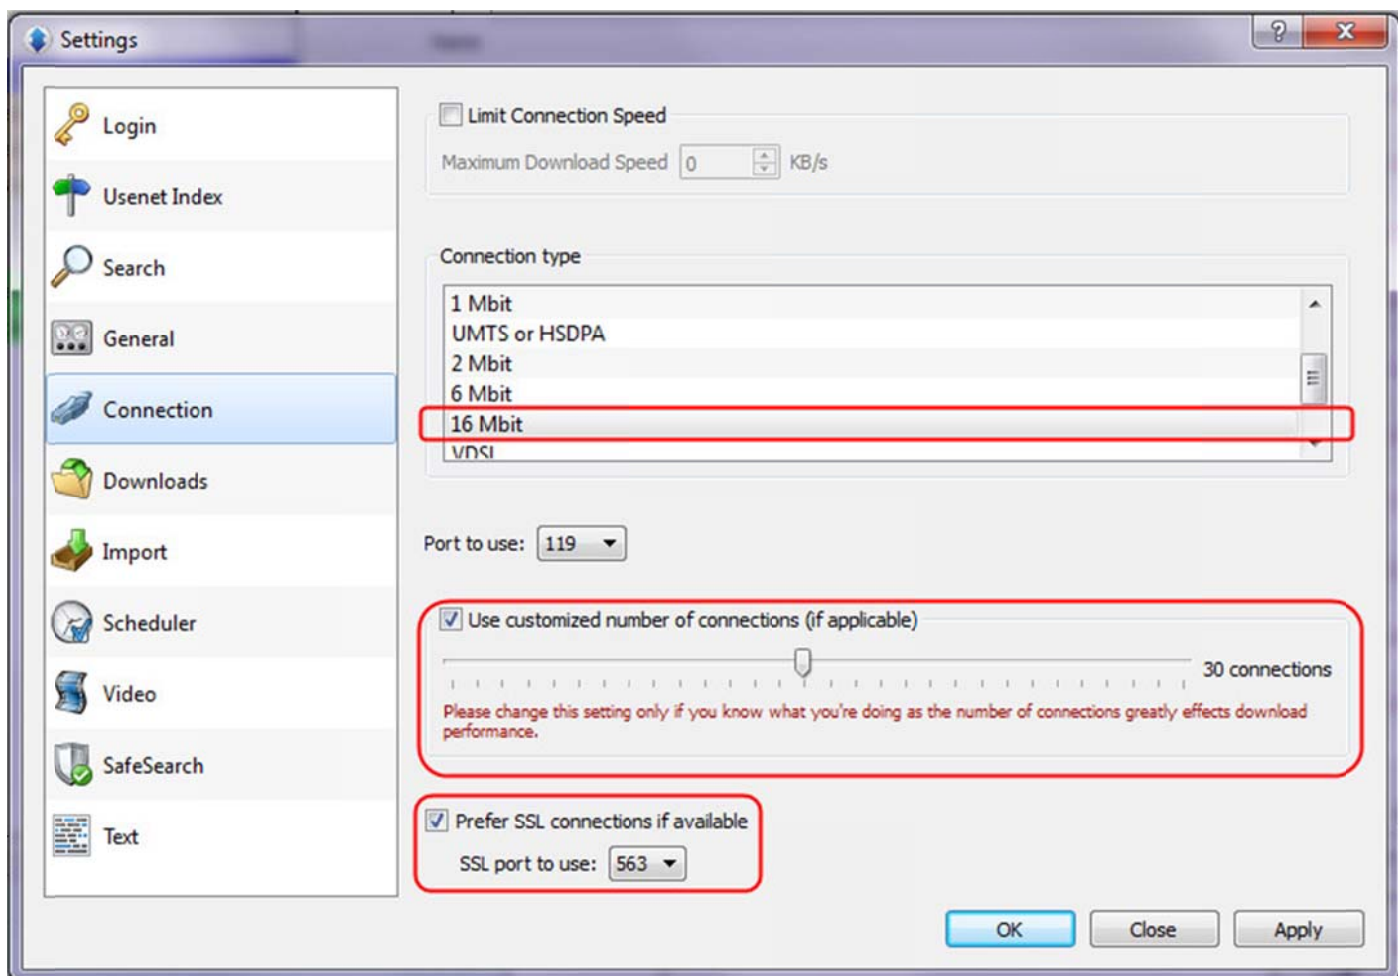 Settings
Login
Usenet Index
Search
General
Connection
Downloads
Import
Scheduler
Video
SafeSearch
Text
Limit Connection Speed
Maximum Download Speed 0 KB/s
Connection type
1 Mbit
UMTS or HSDPA
2 Mbit
6 Mbit
16 Mbit
VDSL
Port to use: 119
Use customized number of connections (if applicable)
30 connections
Please change this setting only if you know what you're doing as the number of connections greatly effects download
performance.
Prefer SSL connections if available
SSL port to use: 563
OK
Close
Apply